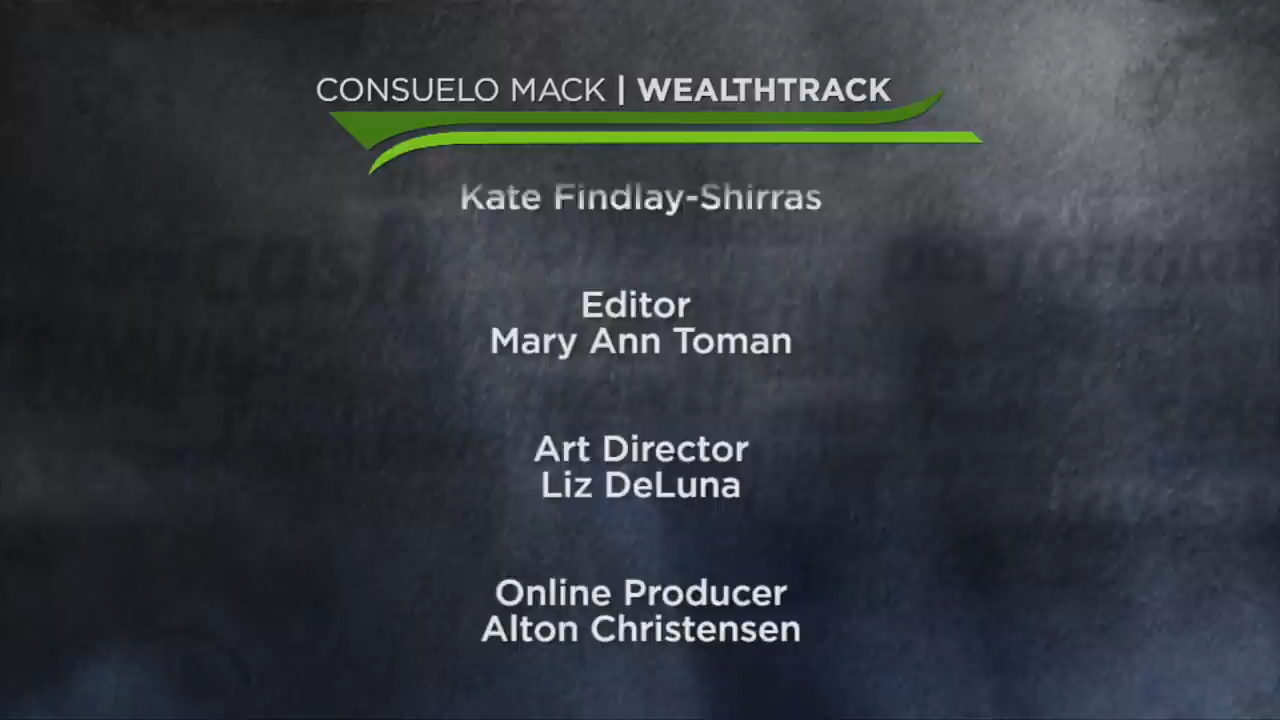 CONSUELO MACK | WEALTHTRACK
Kate Findlay-Shirras
Editor
Mary Ann Toman
Art Director
Liz DeLuna
Online Producer
Alton Christensen